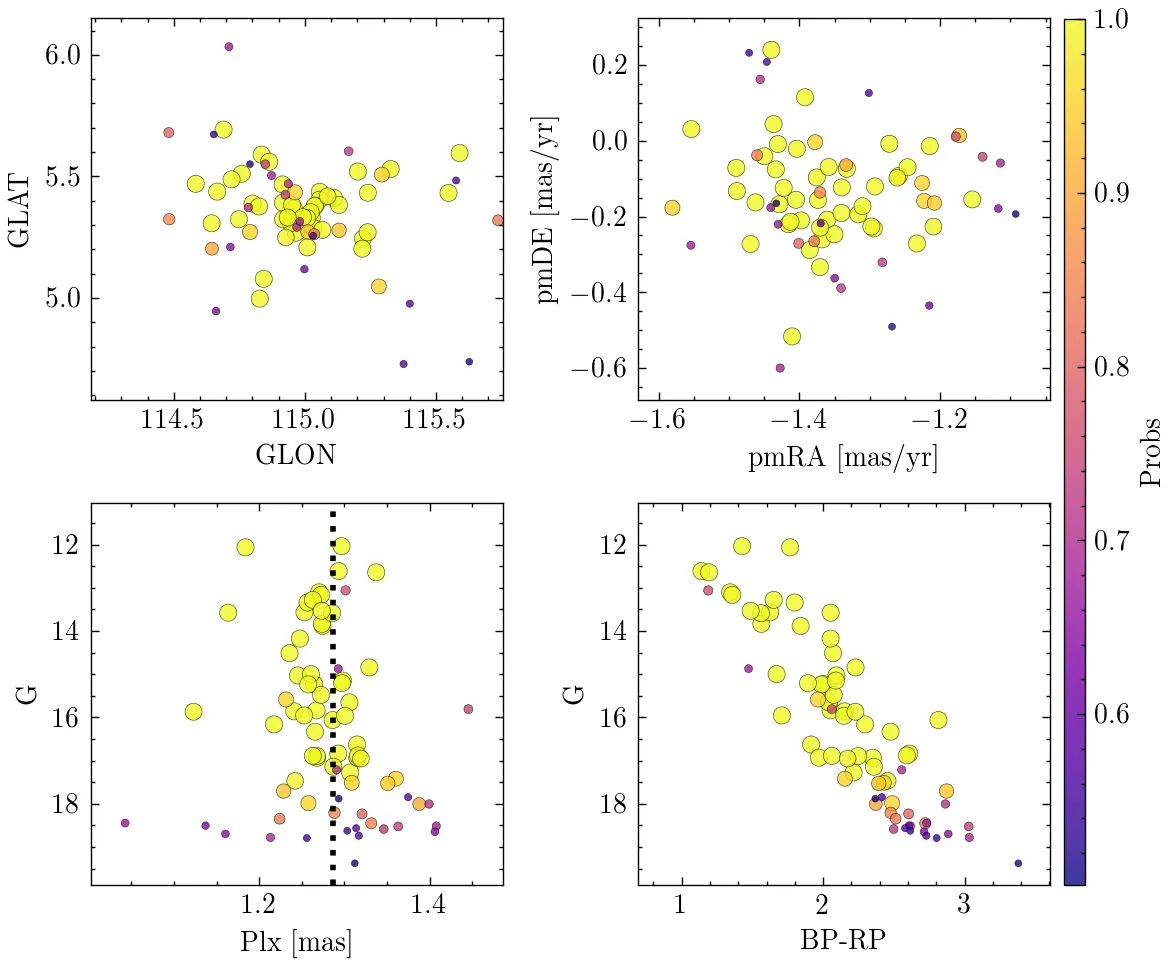 6.0
5.5
5.0
GLAT
114.5 115.0 115.5
GLON
0.2
0.0
−0.2
−0.4
−0.6
pmDE [mas/yr]
−1.6 −1.4 −1.2
pmRA [mas/yr]
12
14
16
18
G
1.2 1.4
Plx [mas]
12
14
16
18
G
1 2 3
BP-RP
1.0
0.9
0.8
0.7
0.6
Probs